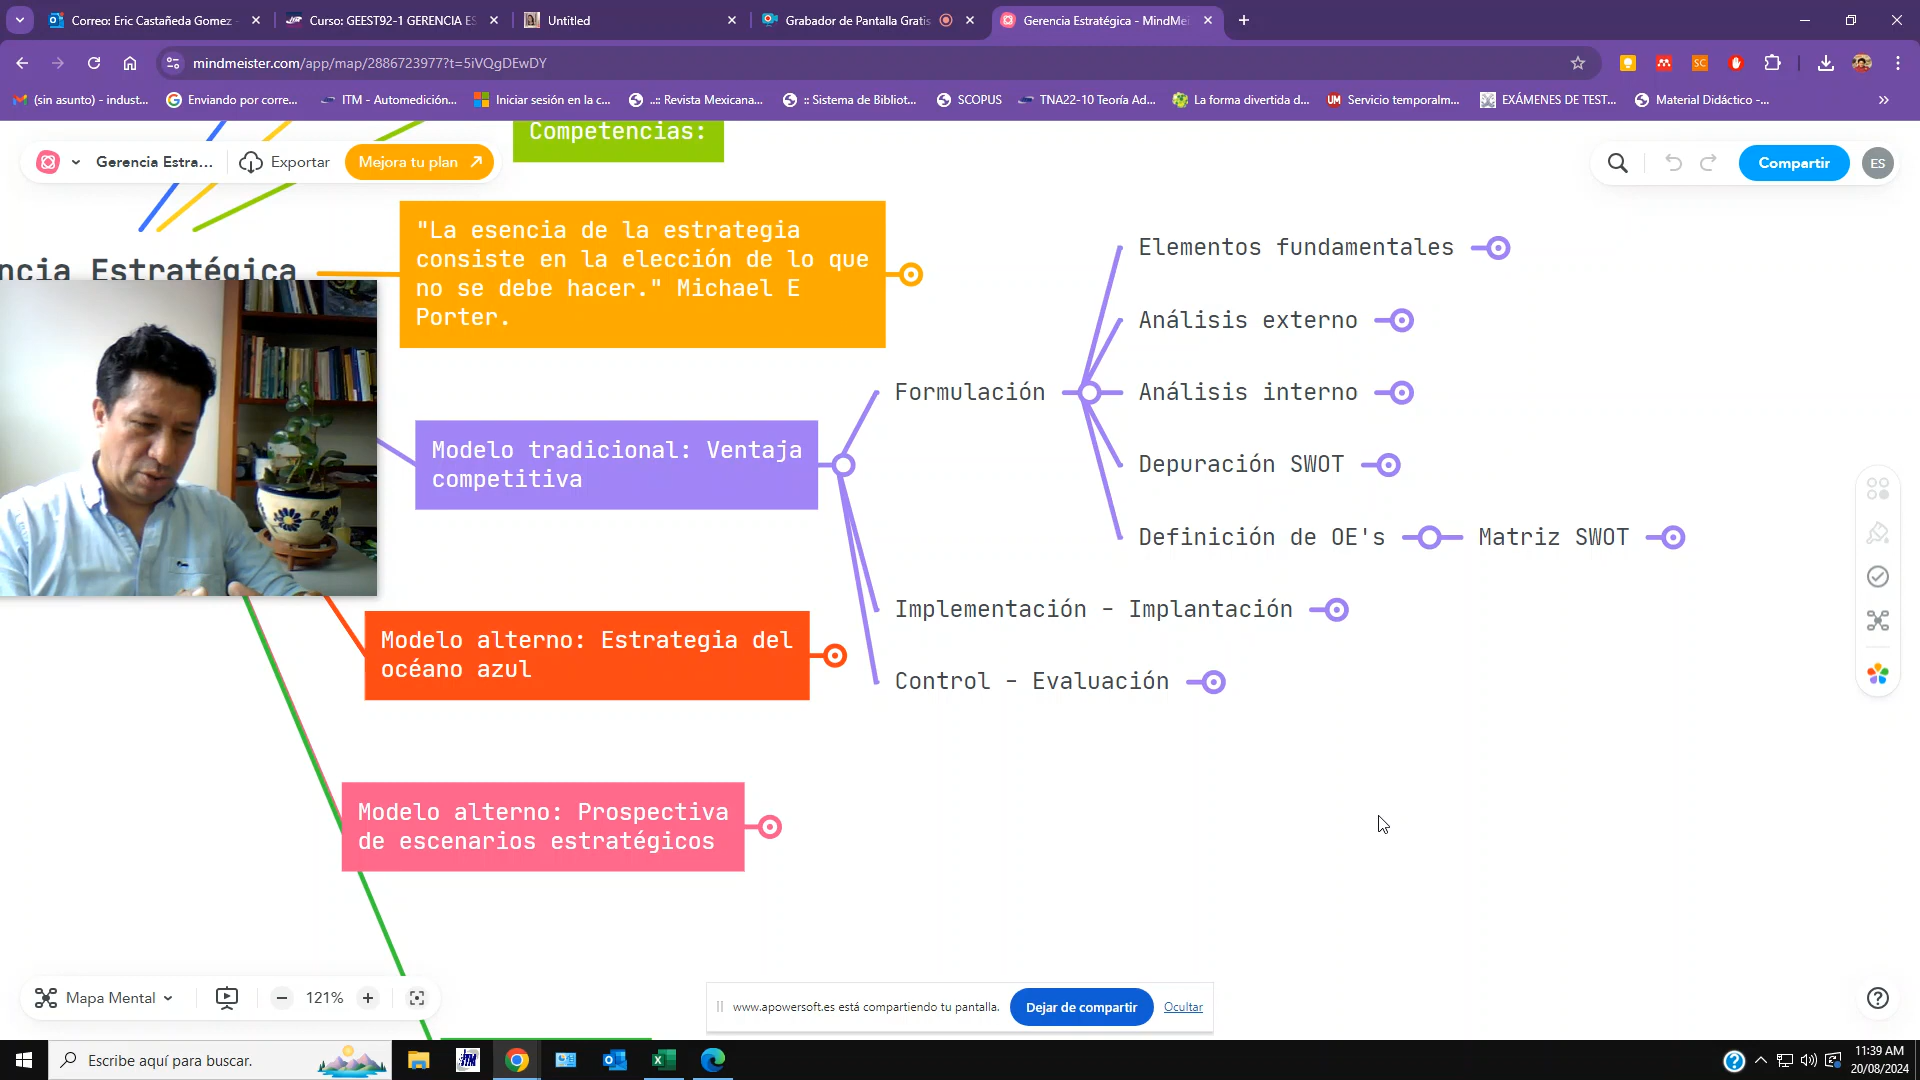 Correo: Eric Castañeda Gomez
Curso: GEEST92-1 GERENCIA ES
Untitled
Grabador de Pantalla Gratis
Gerencia Estratégica - MindMei
mindmeister.com/app/map/2886723977?t=5iVQgDEwDY
(sin asunto) - indust...
Enviando por corre...
ITM - Automedición...
Iniciar sesión en la c...
..:: Revista Mexicana...
:: Sistema de Bibliot...
SCOPUS
TNA22-10 Teoría Ad...
La forma divertida d...
Servicio temporalm...
EXÁMENES DE TEST...
Material Didáctico -...
Competencias:
Gerencia Estra...
Exportar
Mejora tu plan
Compartir
ES
ncia Estratégica
"La esencia de la estrategia
consiste en la elección de lo que
no se debe hacer." Michael E
Porter.
Elementos fundamentales
Análisis externo
Formulación
Análisis interno
Modelo tradicional: Ventaja
competitiva
Depuración SWOT
Definición de OE's
Matriz SWOT
Implementación - Implantación
Modelo alterno: Estrategia del
océano azul
Control - Evaluación
Modelo alterno: Prospectiva
de escenarios estratégicos
Mapa Mental
121%
www.apowersoft.es está compartiendo tu pantalla.
Dejar de compartir
Ocultar
Escribe aquí para buscar.
11:39 AM
20/08/2024